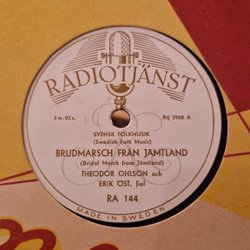 RADIOTJÄNST
3 m. 02 s.
Rtj 2958 A
SVENSK FOLKMUSIK
(Swedish Folk Music)
BRUDMARSCH FRÅN JÄMTLAND
(Bridal March from Jämtland)
THEODOR OHLSON och
ERIK ÖST, fiol
RA 144
MADE IN SWEDEN